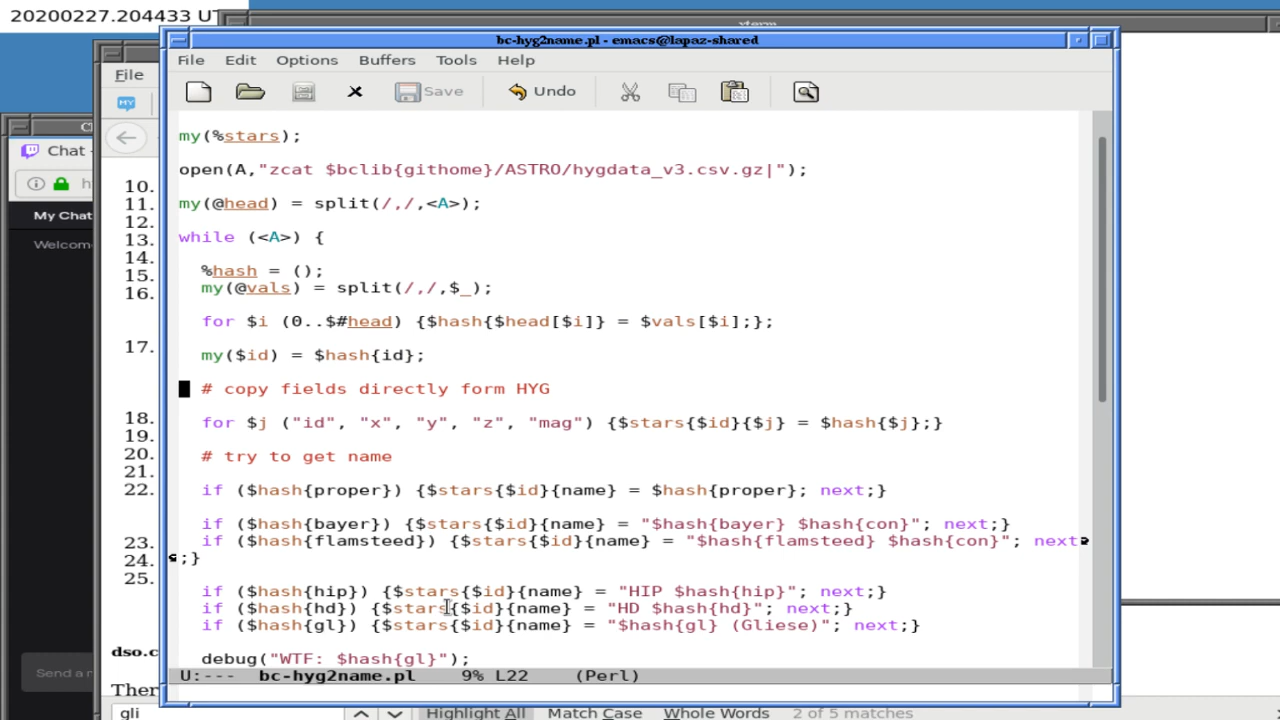 20200227.204433 U
xterm
bc-hyg2name.pl - emacs@lapaz-shared
File Edit Options Buffers Tools Help
Save Undo
File
Chat
My Chat
Welcom
Send a
10.
11.
12.
13.
14.
15.
16.
17.
18.
19.
20.
21.
22.
23.
24.
25.
dso.c
Ther
my(%stars);
open(A,"zcat $bclib{githome}/ASTRO/hygdata_v3.csv.gz|");
my(@head) = split(/,/,<A>);
while (<A>) {
%hash = ();
my(@vals) = split(/,/,$_);
for $i (0..$#head) {$hash{$head[$i]} = $vals[$i];};
my($id) = $hash{id};
# copy fields directly form HYG
for $j ("id", "x", "y", "z", "mag") {$stars{$id}{$j} = $hash{$j};}
# try to get name
if ($hash{proper}) {$stars{$id}{name} = $hash{proper}; next;}
if ($hash{bayer}) {$stars{$id}{name} = "$hash{bayer} $hash{con}"; next;}
if ($hash{flamsteed}) {$stars{$id}{name} = "$hash{flamsteed} $hash{con}"; next
;}
if ($hash{hip}) {$stars{$id}{name} = "HIP $hash{hip}"; next;}
if ($hash{hd}) {$stars{$id}{name} = "HD $hash{hd}"; next;}
if ($hash{gl}) {$stars{$id}{name} = "$hash{gl} (Gliese)"; next;}
debug("WTF: $hash{gl}");
U:--- bc-hyg2name.pl 9% L22 (Perl)
gli Highlight All Match Case Whole Words 2 of 5 matches